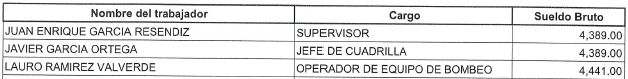 Nombre del trabajador Cargo Sueldo Bruto
JUAN ENRIQUE GARCIA RESENDIZ SUPERVISOR 4,389.00
JAVIER GARCIA ORTEGA JEFE DE CUADRILLA 4,389.00
LAURO RAMIREZ VALVERDE OPERADOR DE EQUIPO DE BOMBEO 4,441.00